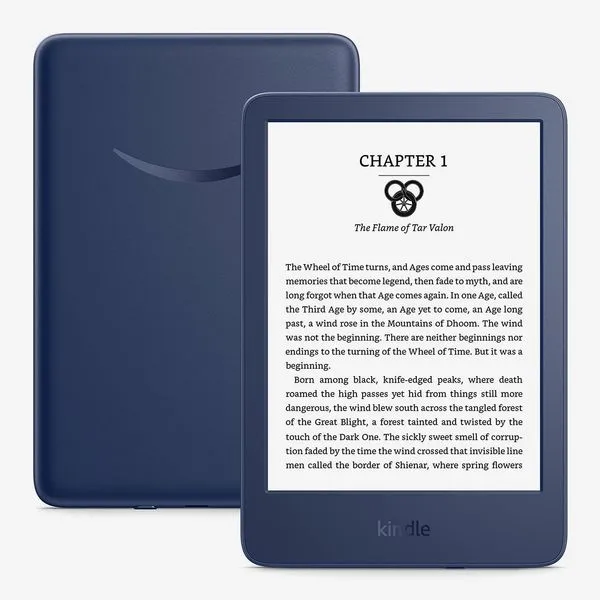 CHAPTER 1
The Flame of Tar Valon
The Wheel of Time turns, and Ages come and pass leaving
memories that become legend, then fade to myth, and are
long forgot when that Age comes again. In one Age, called
the Third Age by some, an Age yet to come, an Age long
past, a wind rose in the Mountains of Dhoom. The wind
was not the beginning. There are neither beginnings nor
endings to the turning of the Wheel of Time. But it was a
beginning.
Born among black, knife-edged peaks, where death
roamed the high passes yet hid from things still more
dangerous, the wind blew south across the tangled forest
of the Great Blight, a forest tainted and twisted by the
touch of the Dark One. The sickly sweet smell of corrup-
tion faded by the time the wind crossed that invisible line
men called the border of Shienar, where spring flowers
kindle